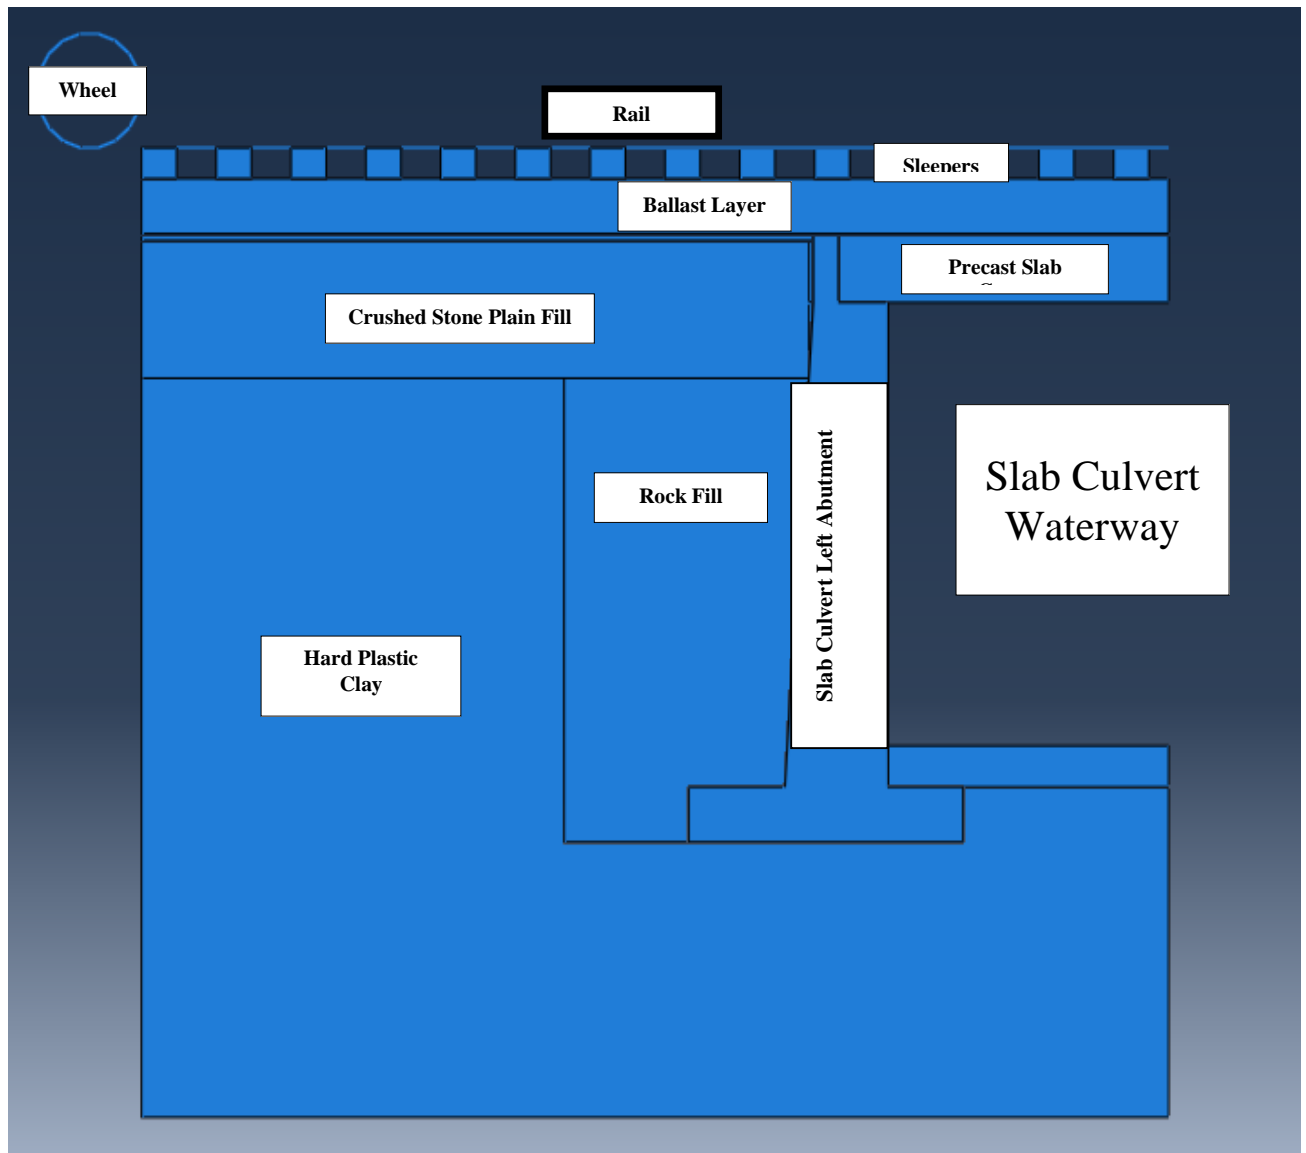 Wheel
Rail
Sleepers
Ballast Layer
Precast Slab
Crushed Stone Plain Fill
Slab Culvert
Waterway
Slab Culvert Left Abutment
Rock Fill
Hard Plastic
Clay